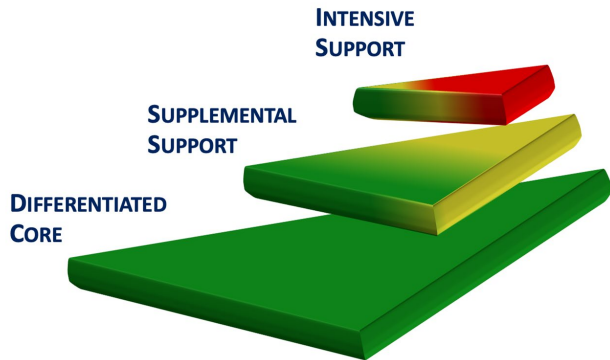 INTENSIVE
SUPPORT
SUPPLEMENTAL
SUPPORT
DIFFERENTIATED
CORE